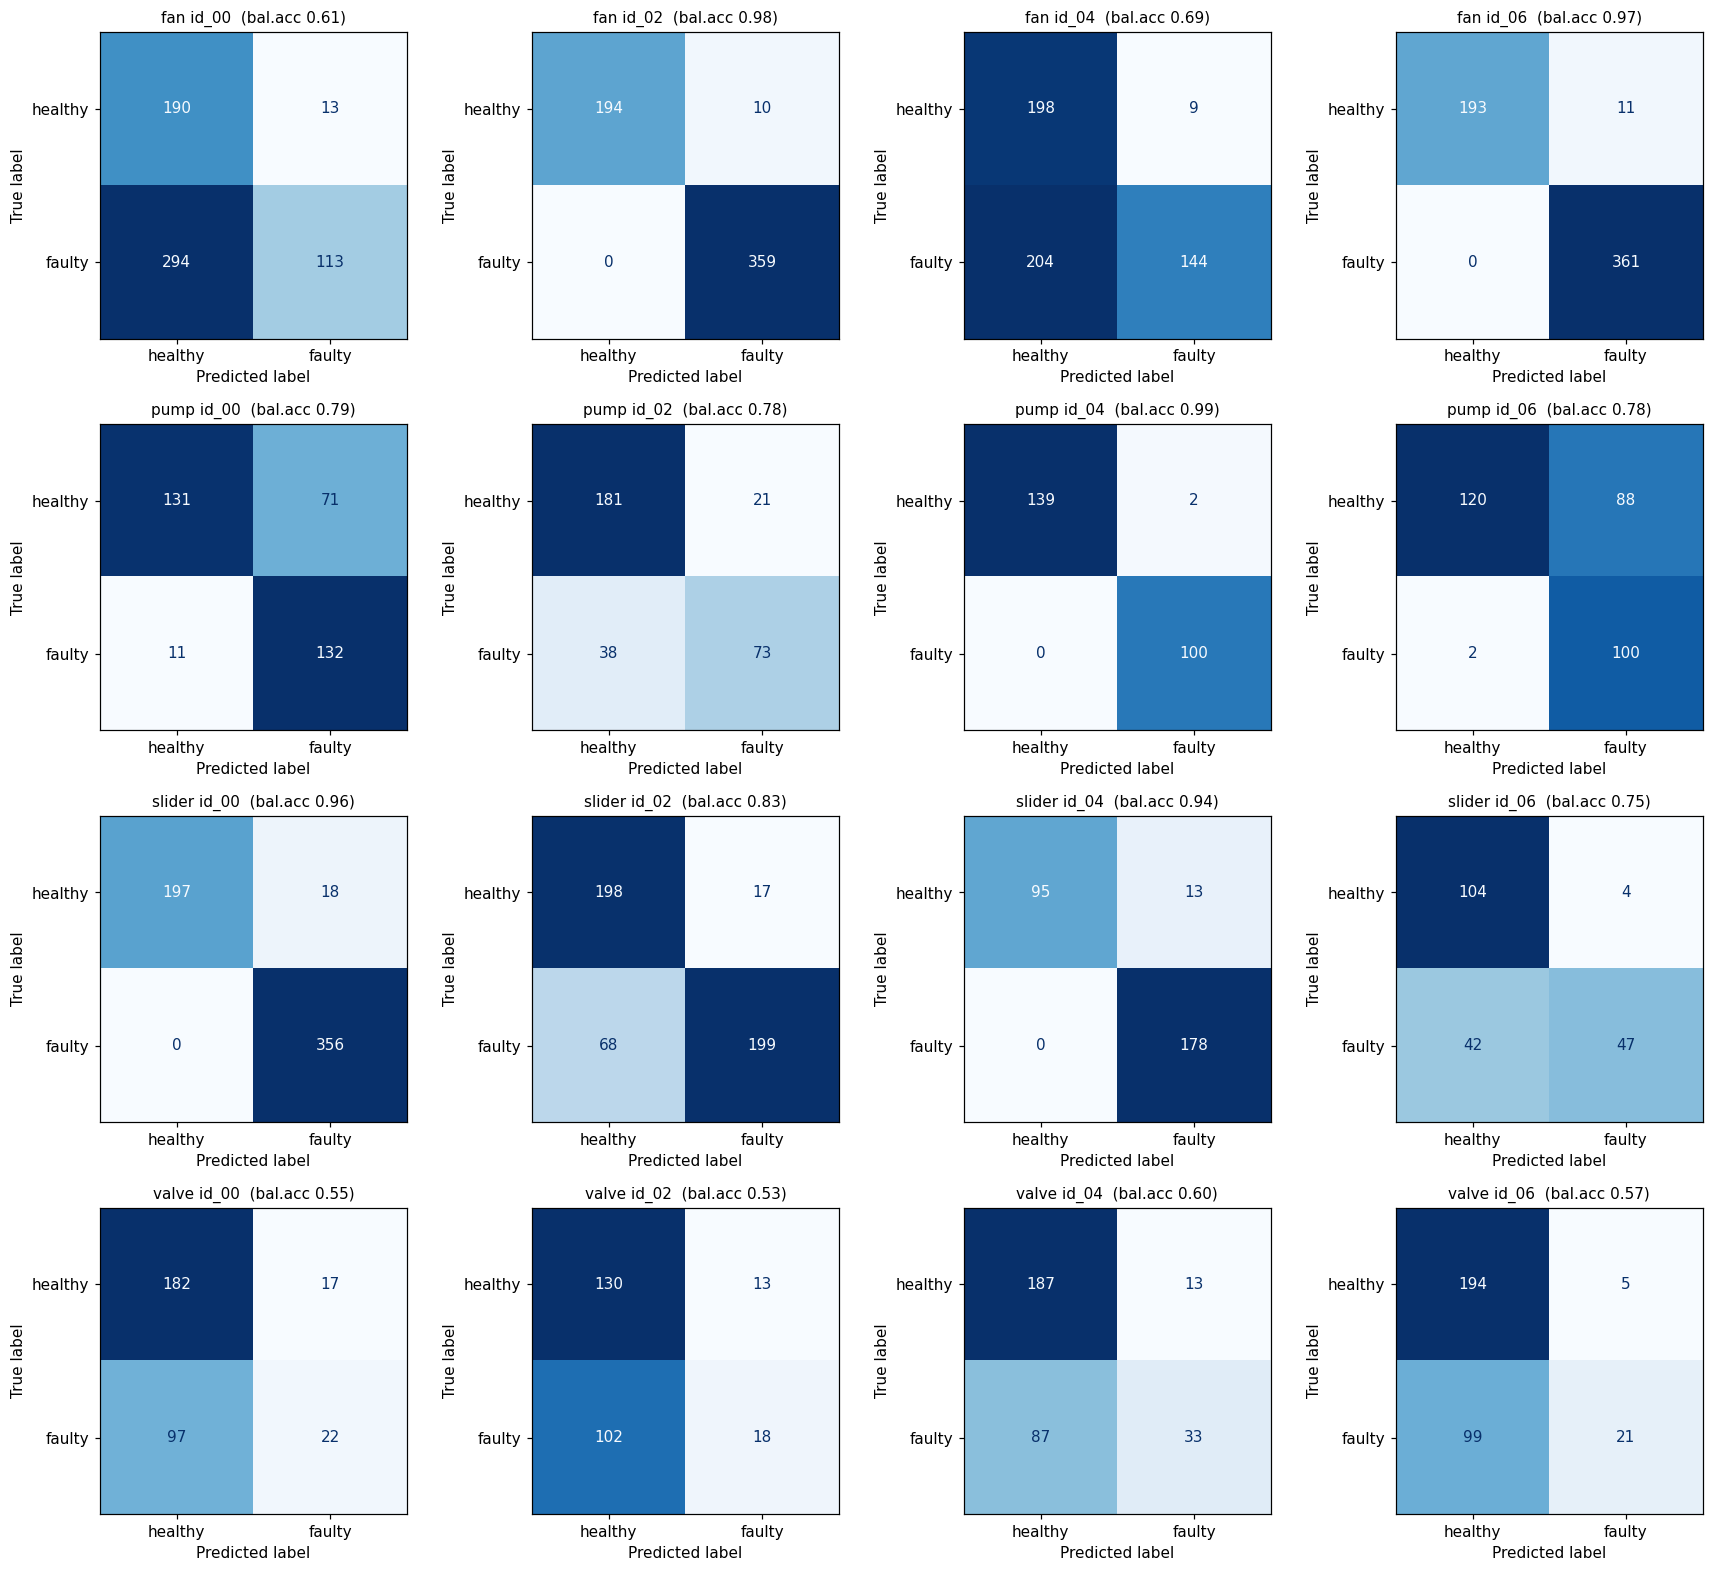 fan id_00  (bal.acc 0.61)
healthy
190
13
faulty
294
113
healthy
faulty
True label
Predicted label
fan id_02  (bal.acc 0.98)
healthy
194
10
faulty
0
359
healthy
faulty
True label
Predicted label
fan id_04  (bal.acc 0.69)
healthy
198
9
faulty
204
144
healthy
faulty
True label
Predicted label
fan id_06  (bal.acc 0.97)
healthy
193
11
faulty
0
361
healthy
faulty
True label
Predicted label
pump id_00  (bal.acc 0.79)
healthy
131
71
faulty
11
132
healthy
faulty
True label
Predicted label
pump id_02  (bal.acc 0.78)
healthy
181
21
faulty
38
73
healthy
faulty
True label
Predicted label
pump id_04  (bal.acc 0.99)
healthy
139
2
faulty
0
100
healthy
faulty
True label
Predicted label
pump id_06  (bal.acc 0.78)
healthy
120
88
faulty
2
100
healthy
faulty
True label
Predicted label
slider id_00  (bal.acc 0.96)
healthy
197
18
faulty
0
356
healthy
faulty
True label
Predicted label
slider id_02  (bal.acc 0.83)
healthy
198
17
faulty
68
199
healthy
faulty
True label
Predicted label
slider id_04  (bal.acc 0.94)
healthy
95
13
faulty
0
178
healthy
faulty
True label
Predicted label
slider id_06  (bal.acc 0.75)
healthy
104
4
faulty
42
47
healthy
faulty
True label
Predicted label
valve id_00  (bal.acc 0.55)
healthy
182
17
faulty
97
22
healthy
faulty
True label
Predicted label
valve id_02  (bal.acc 0.53)
healthy
130
13
faulty
102
18
healthy
faulty
True label
Predicted label
valve id_04  (bal.acc 0.60)
healthy
187
13
faulty
87
33
healthy
faulty
True label
Predicted label
valve id_06  (bal.acc 0.57)
healthy
194
5
faulty
99
21
healthy
faulty
True label
Predicted label